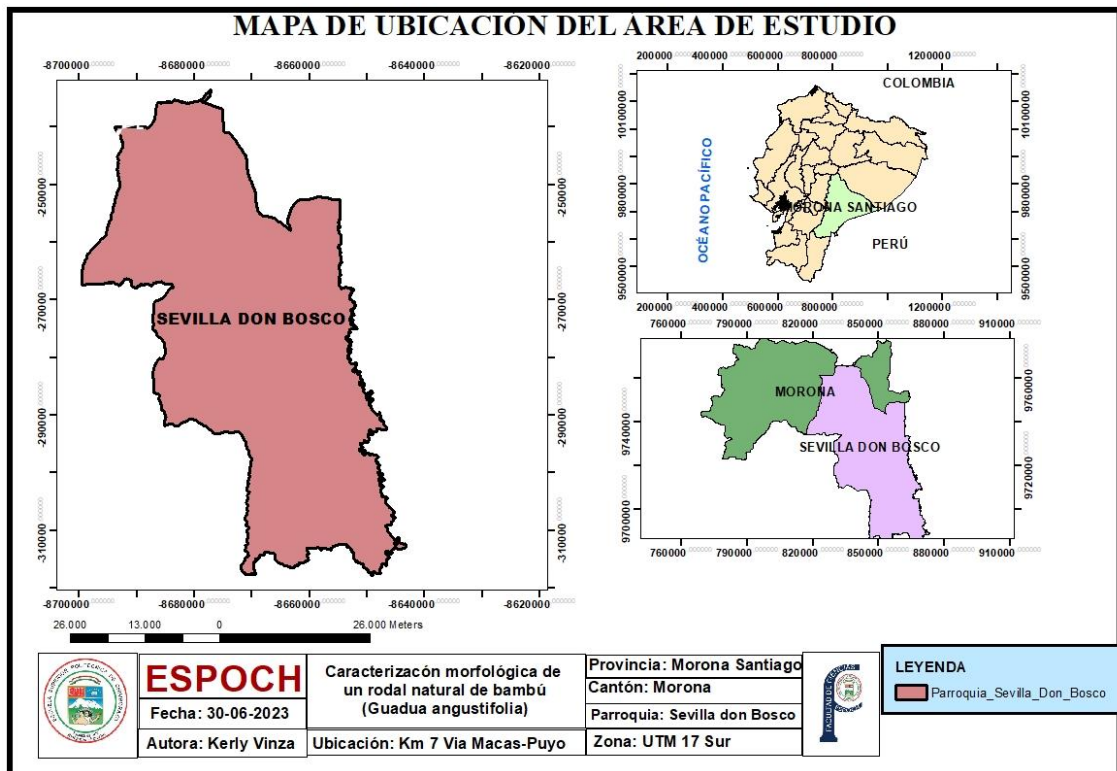 MAPA DE UBICACIÓN DEL ÁREA DE ESTUDIO
-8700000 -8680000 -8660000 -8640000 -8620000
-250000 -250000
-270000 -270000
-290000 -290000
-310000 -310000
SEVILLA DON BOSCO
-8700000 -8680000 -8660000 -8640000 -8620000
26.000 13.000 0 26.000 Meters
200000 400000 600000 800000 1200000
COLOMBIA
OCÉANO PACÍFICO
MORONA SANTIAGO
PERÚ
10100000 10100000
9800000 9800000
9500000 9500000
200000 400000 600000 800000 1200000
760000 790000 820000 850000 880000 910000
MORONA
SEVILLA DON BOSCO
9760000
9740000
9720000
9700000
760000 790000 820000 850000 880000 910000
ESPOCH
Fecha: 30-06-2023
Autora: Kerly Vinza
Caracterizacón morfológica de
un rodal natural de bambú
(Guadua angustifolia)
Ubicación: Km 7 Via Macas-Puyo
Provincia: Morona Santiago
Cantón: Morona
Parroquia: Sevilla don Bosco
Zona: UTM 17 Sur
FACULTAD DE CIENCIAS
LEYENDA
Parroquia_Sevilla_Don_Bosco